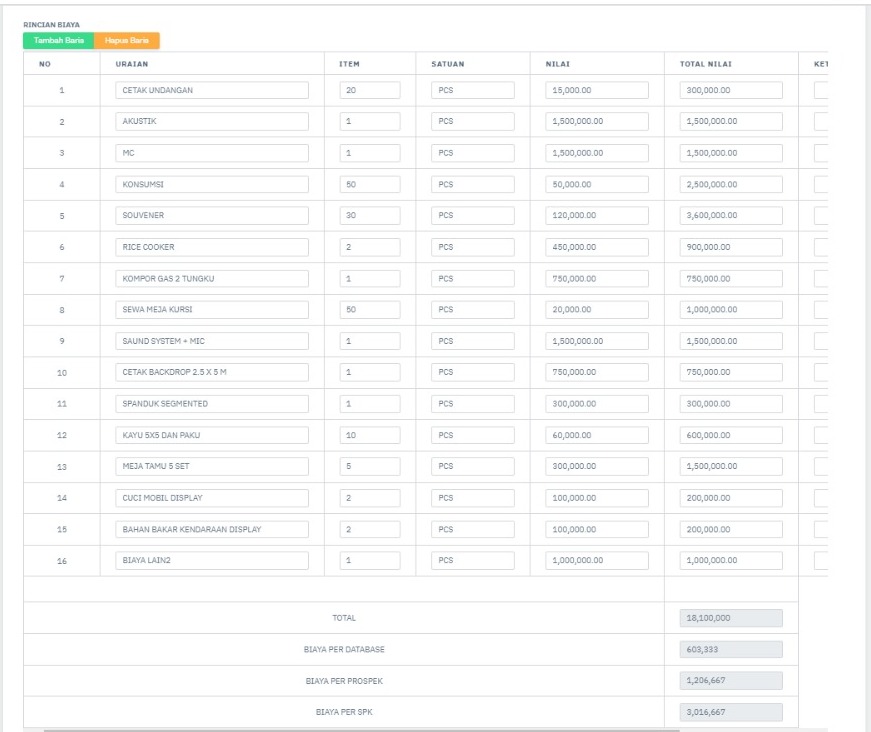 RINCIAN BIAYA
Tambah Baris Hapus Baris
NO URAIAN ITEM SATUAN NILAI TOTAL NILAI KET
1 CETAK UNDANGAN 20 PCS 15,000.00 300,000.00
2 AKUSTIK 1 PCS 1,500,000.00 1,500,000.00
3 MC 1 PCS 1,500,000.00 1,500,000.00
4 KONSUMSI 50 PCS 50,000.00 2,500,000.00
5 SOUVENER 30 PCS 120,000.00 3,600,000.00
6 RICE COOKER 2 PCS 450,000.00 900,000.00
7 KOMPOR GAS 2 TUNGKU 1 PCS 750,000.00 750,000.00
8 SEWA MEJA KURSI 50 PCS 20,000.00 1,000,000.00
9 SAUND SYSTEM + MIC 1 PCS 1,500,000.00 1,500,000.00
10 CETAK BACKDROP 2.5 X 5 M 1 PCS 750,000.00 750,000.00
11 SPANDUK SEGMENTED 1 PCS 300,000.00 300,000.00
12 KAYU 5X5 DAN PAKU 10 PCS 60,000.00 600,000.00
13 MEJA TAMU 5 SET 5 PCS 300,000.00 1,500,000.00
14 CUCI MOBIL DISPLAY 2 PCS 100,000.00 200,000.00
15 BAHAN BAKAR KENDARAAN DISPLAY 2 PCS 100,000.00 200,000.00
16 BIAYA LAIN2 1 PCS 1,000,000.00 1,000,000.00
TOTAL 18,100,000
BIAYA PER DATABASE 603,333
BIAYA PER PROSPEK 1,206,667
BIAYA PER SPK 3,016,667